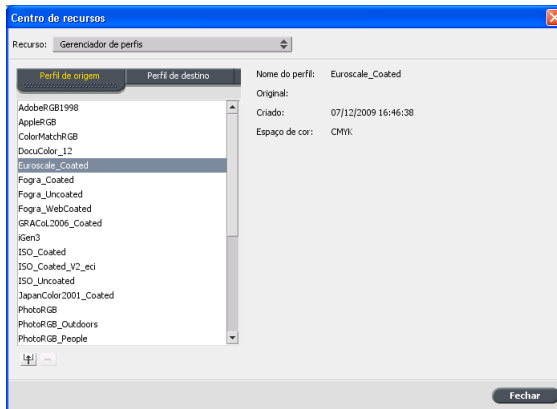 Centro de recursos
Recurso: Gerenciador de perfis
Perfil de origem Perfil de destino
AdobeRGB1998
AppleRGB
ColorMatchRGB
DocuColor_12
Euroscale_Coated
Fogra_Coated
Fogra_Uncoated
Fogra_WebCoated
GRACoL2006_Coated
iGen3
ISO_Coated
ISO_Coated_V2_eci
ISO_Uncoated
JapanColor2001_Coated
PhotoRGB
PhotoRGB_Outdoors
PhotoRGB_People
Nome do perfil: Euroscale_Coated
Original:
Criado: 07/12/2009 16:46:38
Espaço de cor: CMYK
Fechar